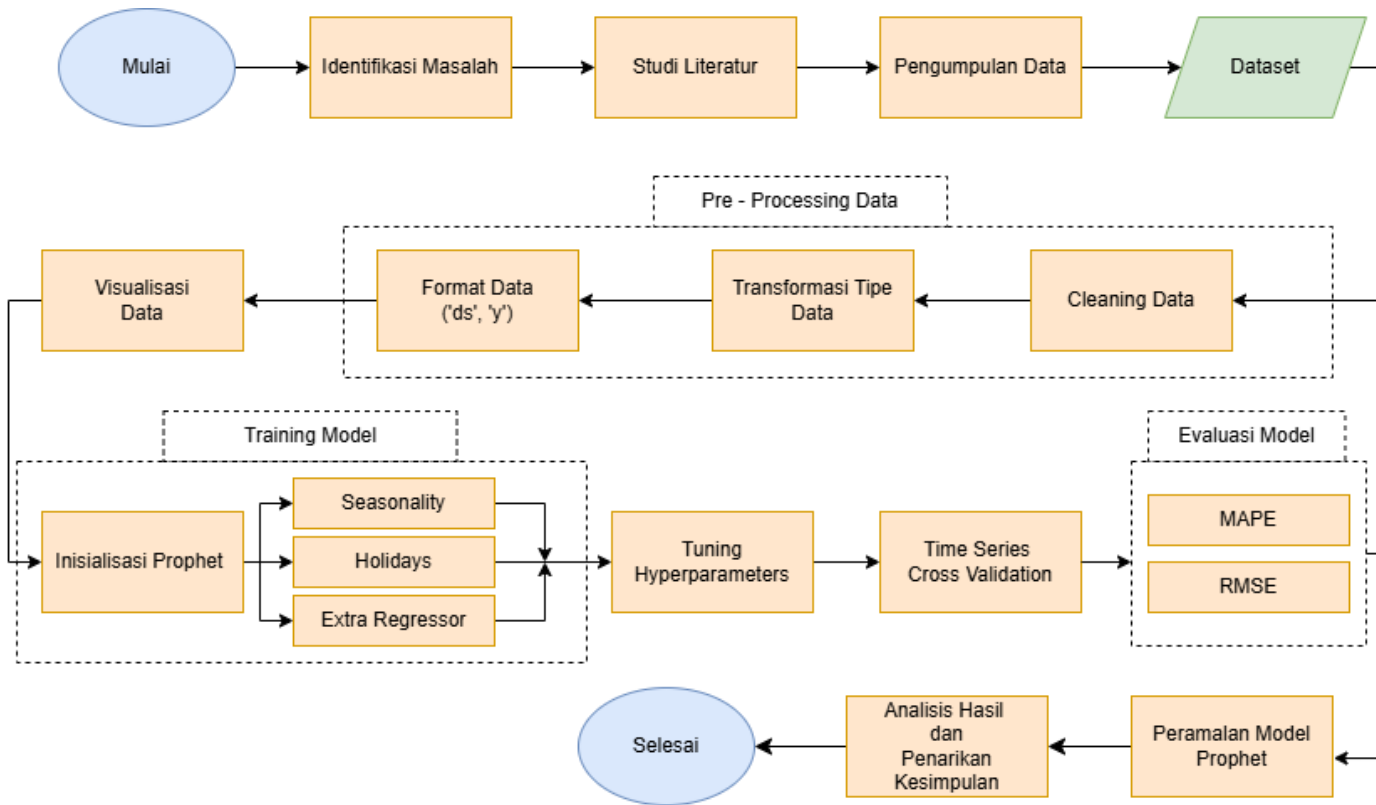 Mulai
Identifikasi Masalah
Studi Literatur
Pengumpulan Data
Dataset
Pre - Processing Data
Cleaning Data
Transformasi Tipe
Data
Format Data
('ds', 'y')
Visualisasi
Data
Training Model
Inisialisasi Prophet
Seasonality
Holidays
Extra Regressor
Tuning
Hyperparameters
Time Series
Cross Validation
Evaluasi Model
MAPE
RMSE
Peramalan Model
Prophet
Analisis Hasil
dan
Penarikan
Kesimpulan
Selesai